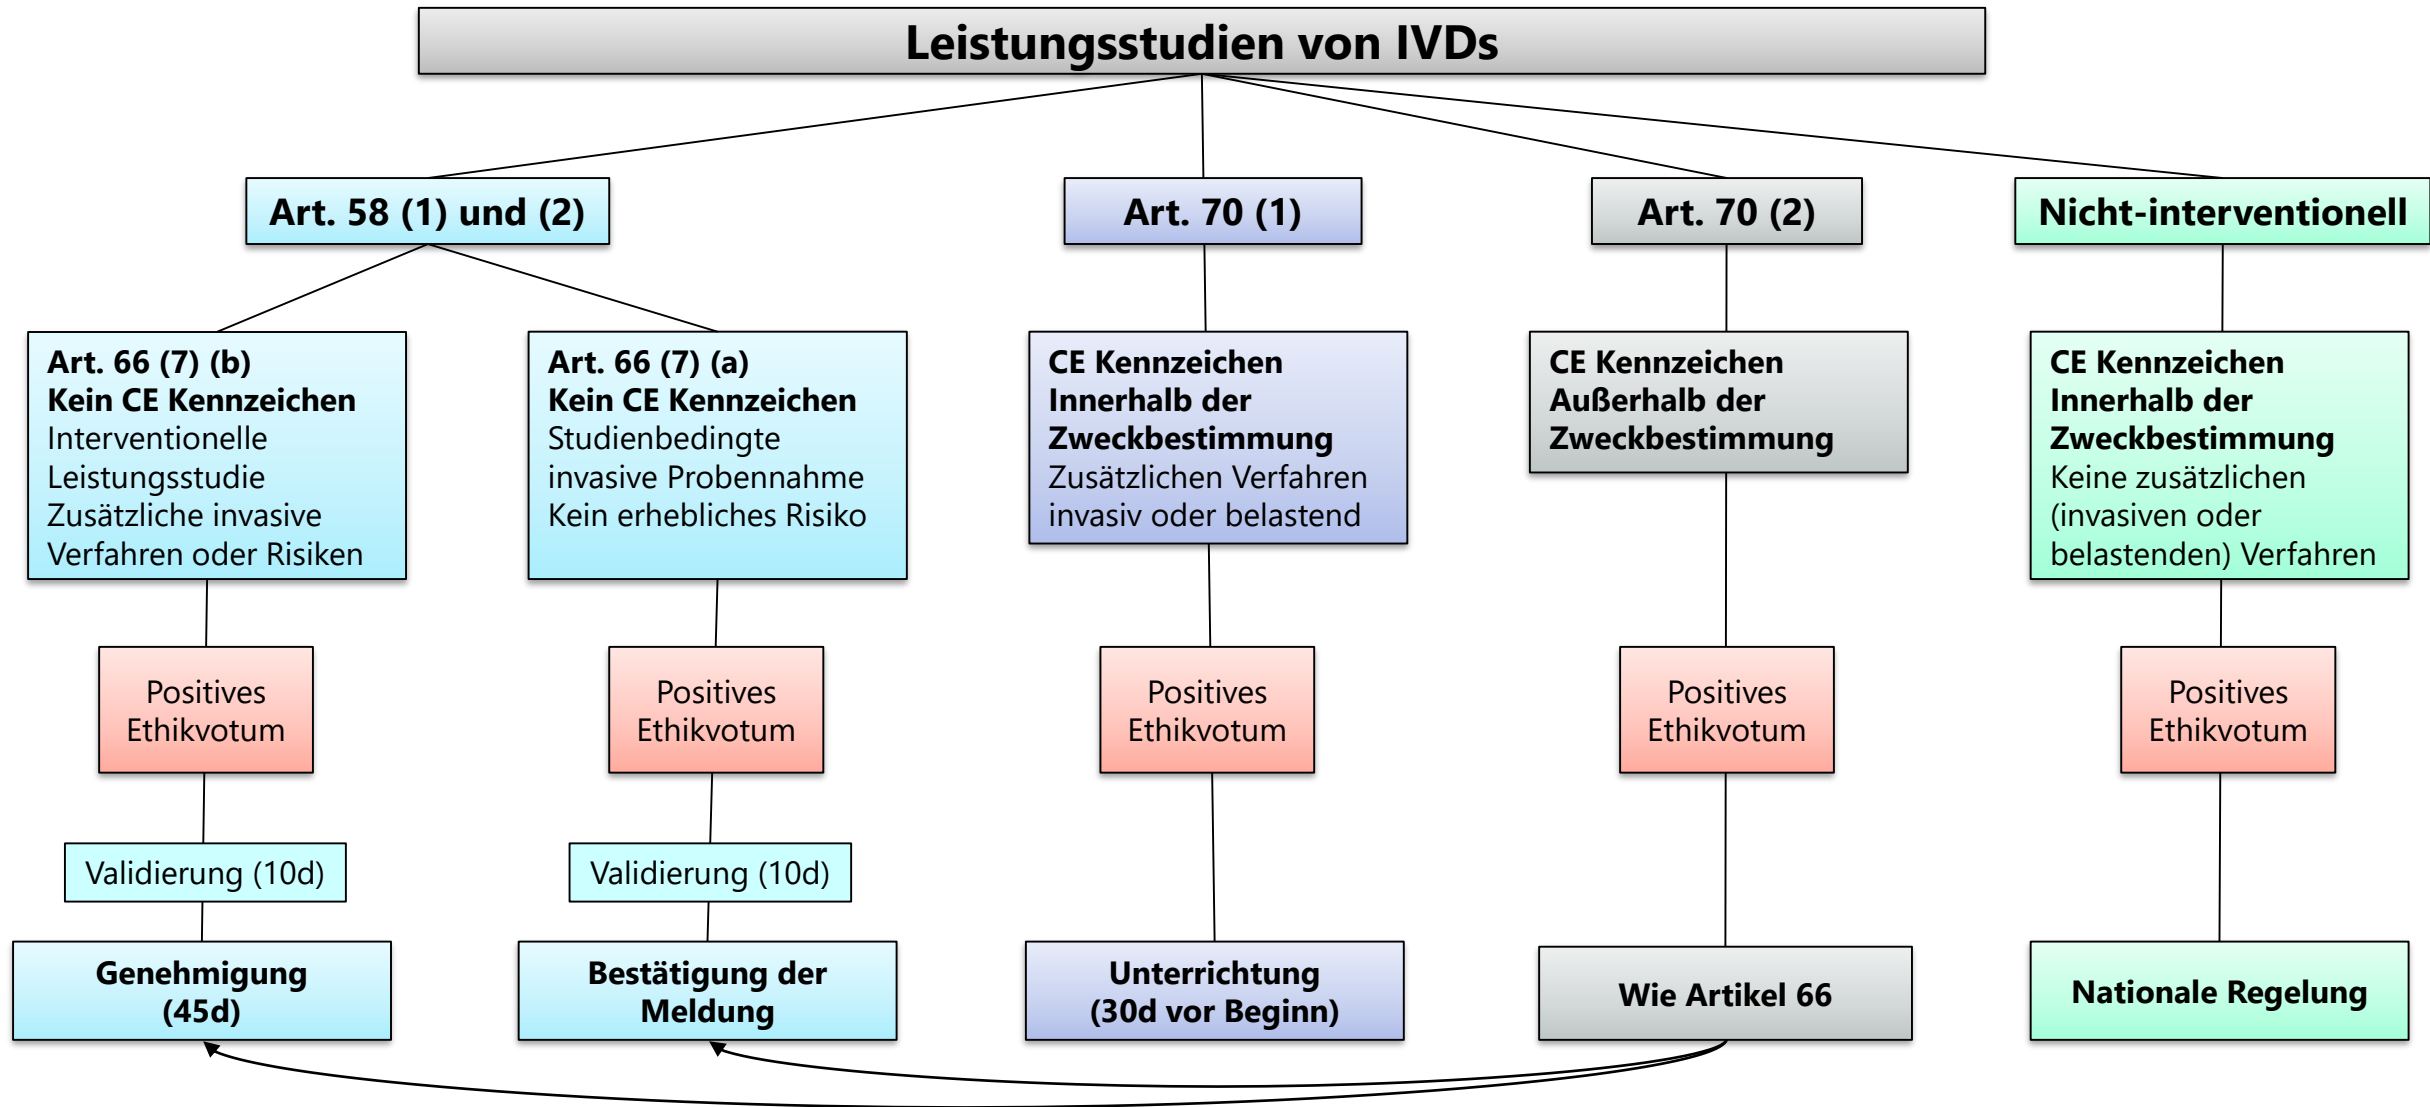 Leistungsstudien von IVDs
Art. 58 (1) und (2)
Art. 70 (1)
Art. 70 (2)
Nicht-interventionell
Art. 66 (7) (b)
Kein CE Kennzeichen
Interventionelle
Leistungsstudie
Zusätzliche invasive
Verfahren oder Risiken
Art. 66 (7) (a)
Kein CE Kennzeichen
Studienbedingte
invasive Probennahme
Kein erhebliches Risiko
CE Kennzeichen
Innerhalb der
Zweckbestimmung
Zusätzlichen Verfahren
invasiv oder belastend
CE Kennzeichen
Außerhalb der
Zweckbestimmung
CE Kennzeichen
Innerhalb der
Zweckbestimmung
Keine zusätzlichen
(invasiven oder
belastenden) Verfahren
Positives
Ethikvotum
Positives
Ethikvotum
Positives
Ethikvotum
Positives
Ethikvotum
Positives
Ethikvotum
Validierung (10d)
Validierung (10d)
Genehmigung
(45d)
Bestätigung der
Meldung
Unterrichtung
(30d vor Beginn)
Wie Artikel 66
Nationale Regelung